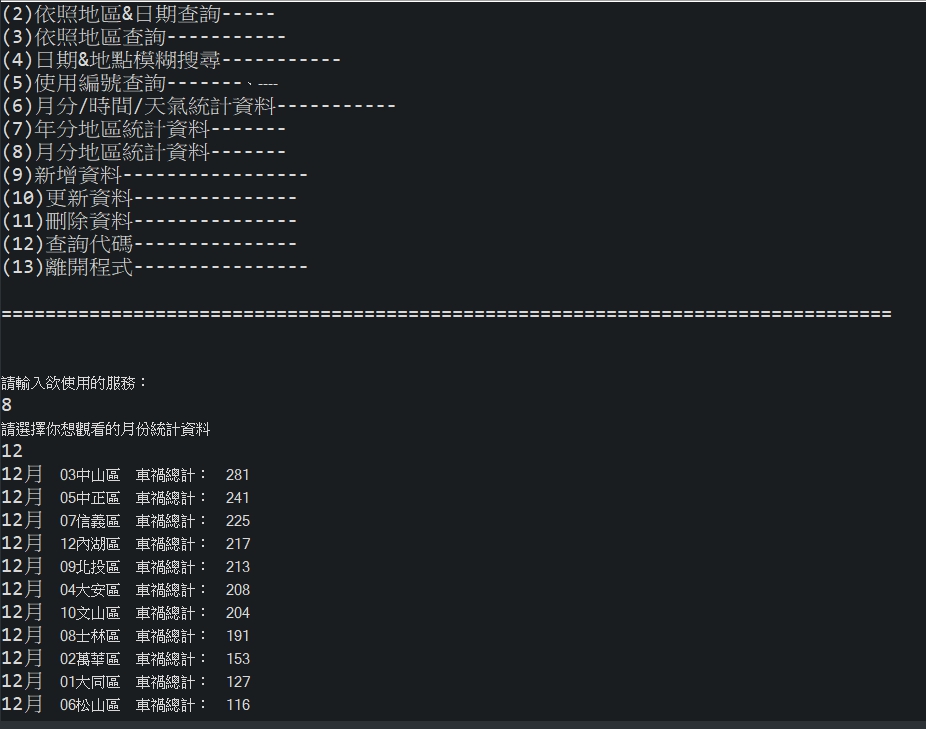 (2)依照地區&日期查詢-----
(3)依照地區查詢-----------
(4)日期&地點模糊搜尋-----------
(5)使用編號查詢-------、----
(6)月分/時間/天氣統計資料-----------
(7)年分地區統計資料-------
(8)月分地區統計資料-------
(9)新增資料-----------------
(10)更新資料---------------
(11)刪除資料---------------
(12)查詢代碼---------------
(13)離開程式----------------
=================================================================================
請輸入欲使用的服務：
8
請選擇你想觀看的月份統計資料
12
12月 03中山區 車禍總計： 281
12月 05中正區 車禍總計： 241
12月 07信義區 車禍總計： 225
12月 12內湖區 車禍總計： 217
12月 09北投區 車禍總計： 213
12月 04大安區 車禍總計： 208
12月 10文山區 車禍總計： 204
12月 08士林區 車禍總計： 191
12月 02萬華區 車禍總計： 153
12月 01大同區 車禍總計： 127
12月 06松山區 車禍總計： 116